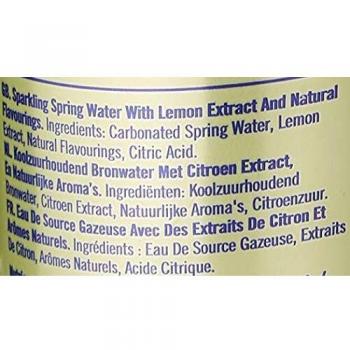 GB. Sparkling Spring Water With Lemon Extract And Natural
Flavourings. Ingredients: Carbonated Spring Water, Lemon
Extract, Natural Flavourings, Citric Acid.
NL. Koolzuurhoudend Bronwater Met Citroen Extract,
En Natuurlijke Aroma's. Ingrediënten: Koolzuurhoudend
Bronwater, Citroen Extract, Natuurlijke Aroma's, Citroenzuur.
FR. Eau De Source Gazeuse Avec Des Extraits De Citron Et
Arômes Naturels. Ingrédients : Eau De Source Gazeuse, Extraits
De Citron, Arômes Naturels, Acide Citrique.